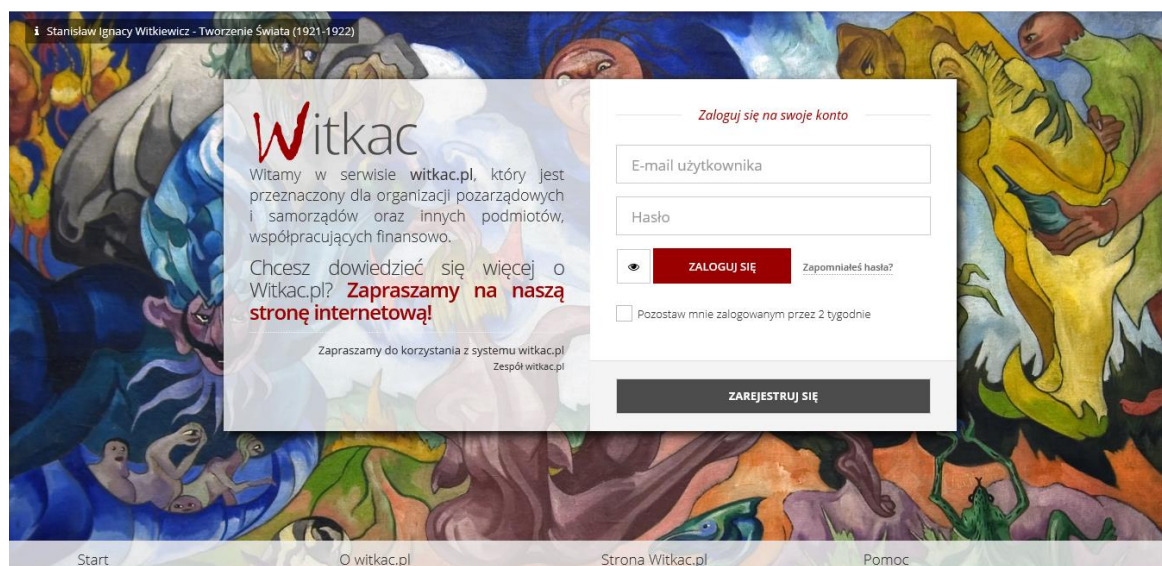 i Stanisław Ignacy Witkiewicz - Tworzenie Świata (1921-1922)
Witkac
Witamy w serwisie witkac.pl, który jest
przeznaczony dla organizacji pozarządowych
i samorządów oraz innych podmiotów,
współpracujących finansowo.
Chcesz dowiedzieć się więcej o
Witkac.pl? Zapraszamy na naszą
stronę internetową!
Zapraszamy do korzystania z systemu witkac.pl
Zespół witkac.pl
Zaloguj się na swoje konto
E-mail użytkownika
Hasło
ZALOGUJ SIĘ Zapomniałeś hasła?
Pozostaw mnie zalogowanym przez 2 tygodnie
ZAREJESTRUJ SIĘ
Start O witkac.pl Strona Witkac.pl Pomoc